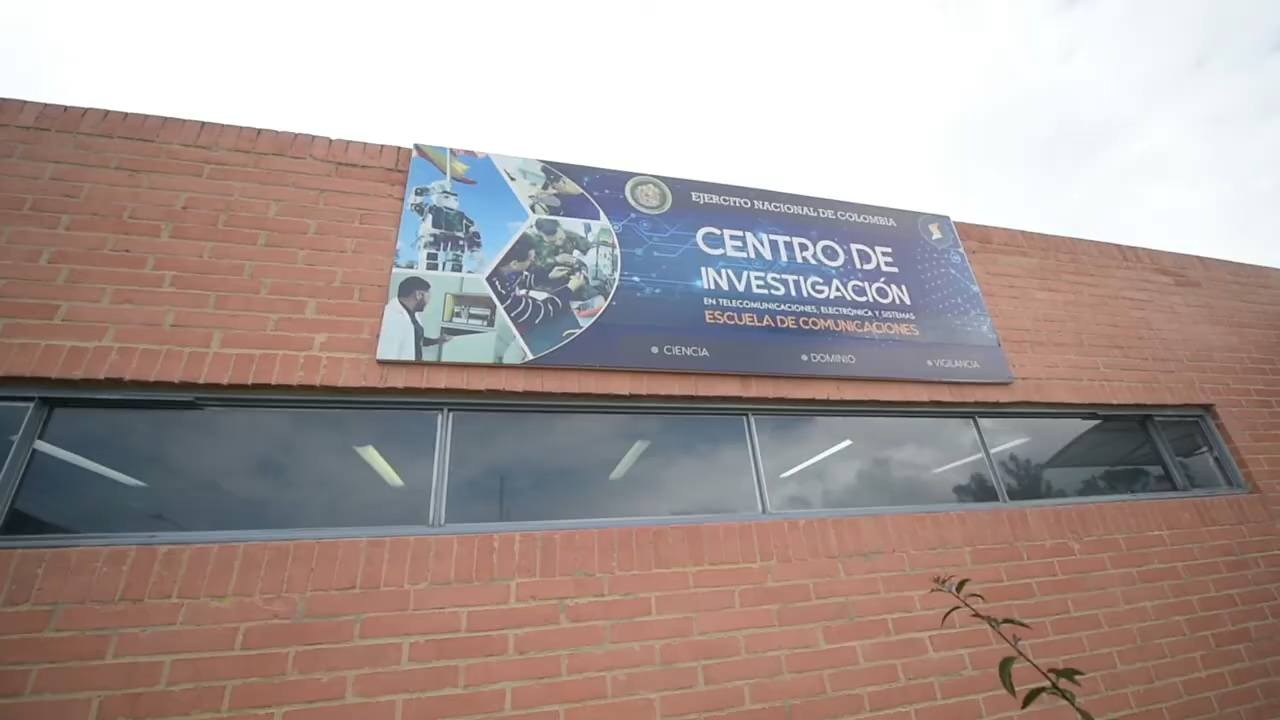 EJERCITO NACIONAL DE COLOMBIA
CENTRO DE
INVESTIGACIÓN
EN TELECOMUNICACIONES, ELECTRÓNICA Y SISTEMAS
ESCUELA DE COMUNICACIONES
CIENCIA
DOMINIO
VIGILANCIA